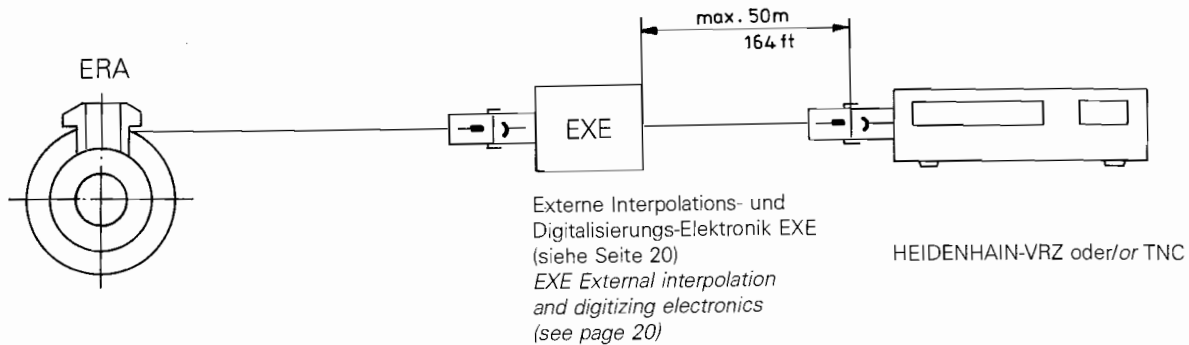 max. 50m
164 ft
ERA
EXE
Externe Interpolations- und
Digitalisierungs-Elektronik EXE
(siehe Seite 20)
EXE External interpolation
and digitizing electronics
(see page 20)
HEIDENHAIN-VRZ oder/or TNC